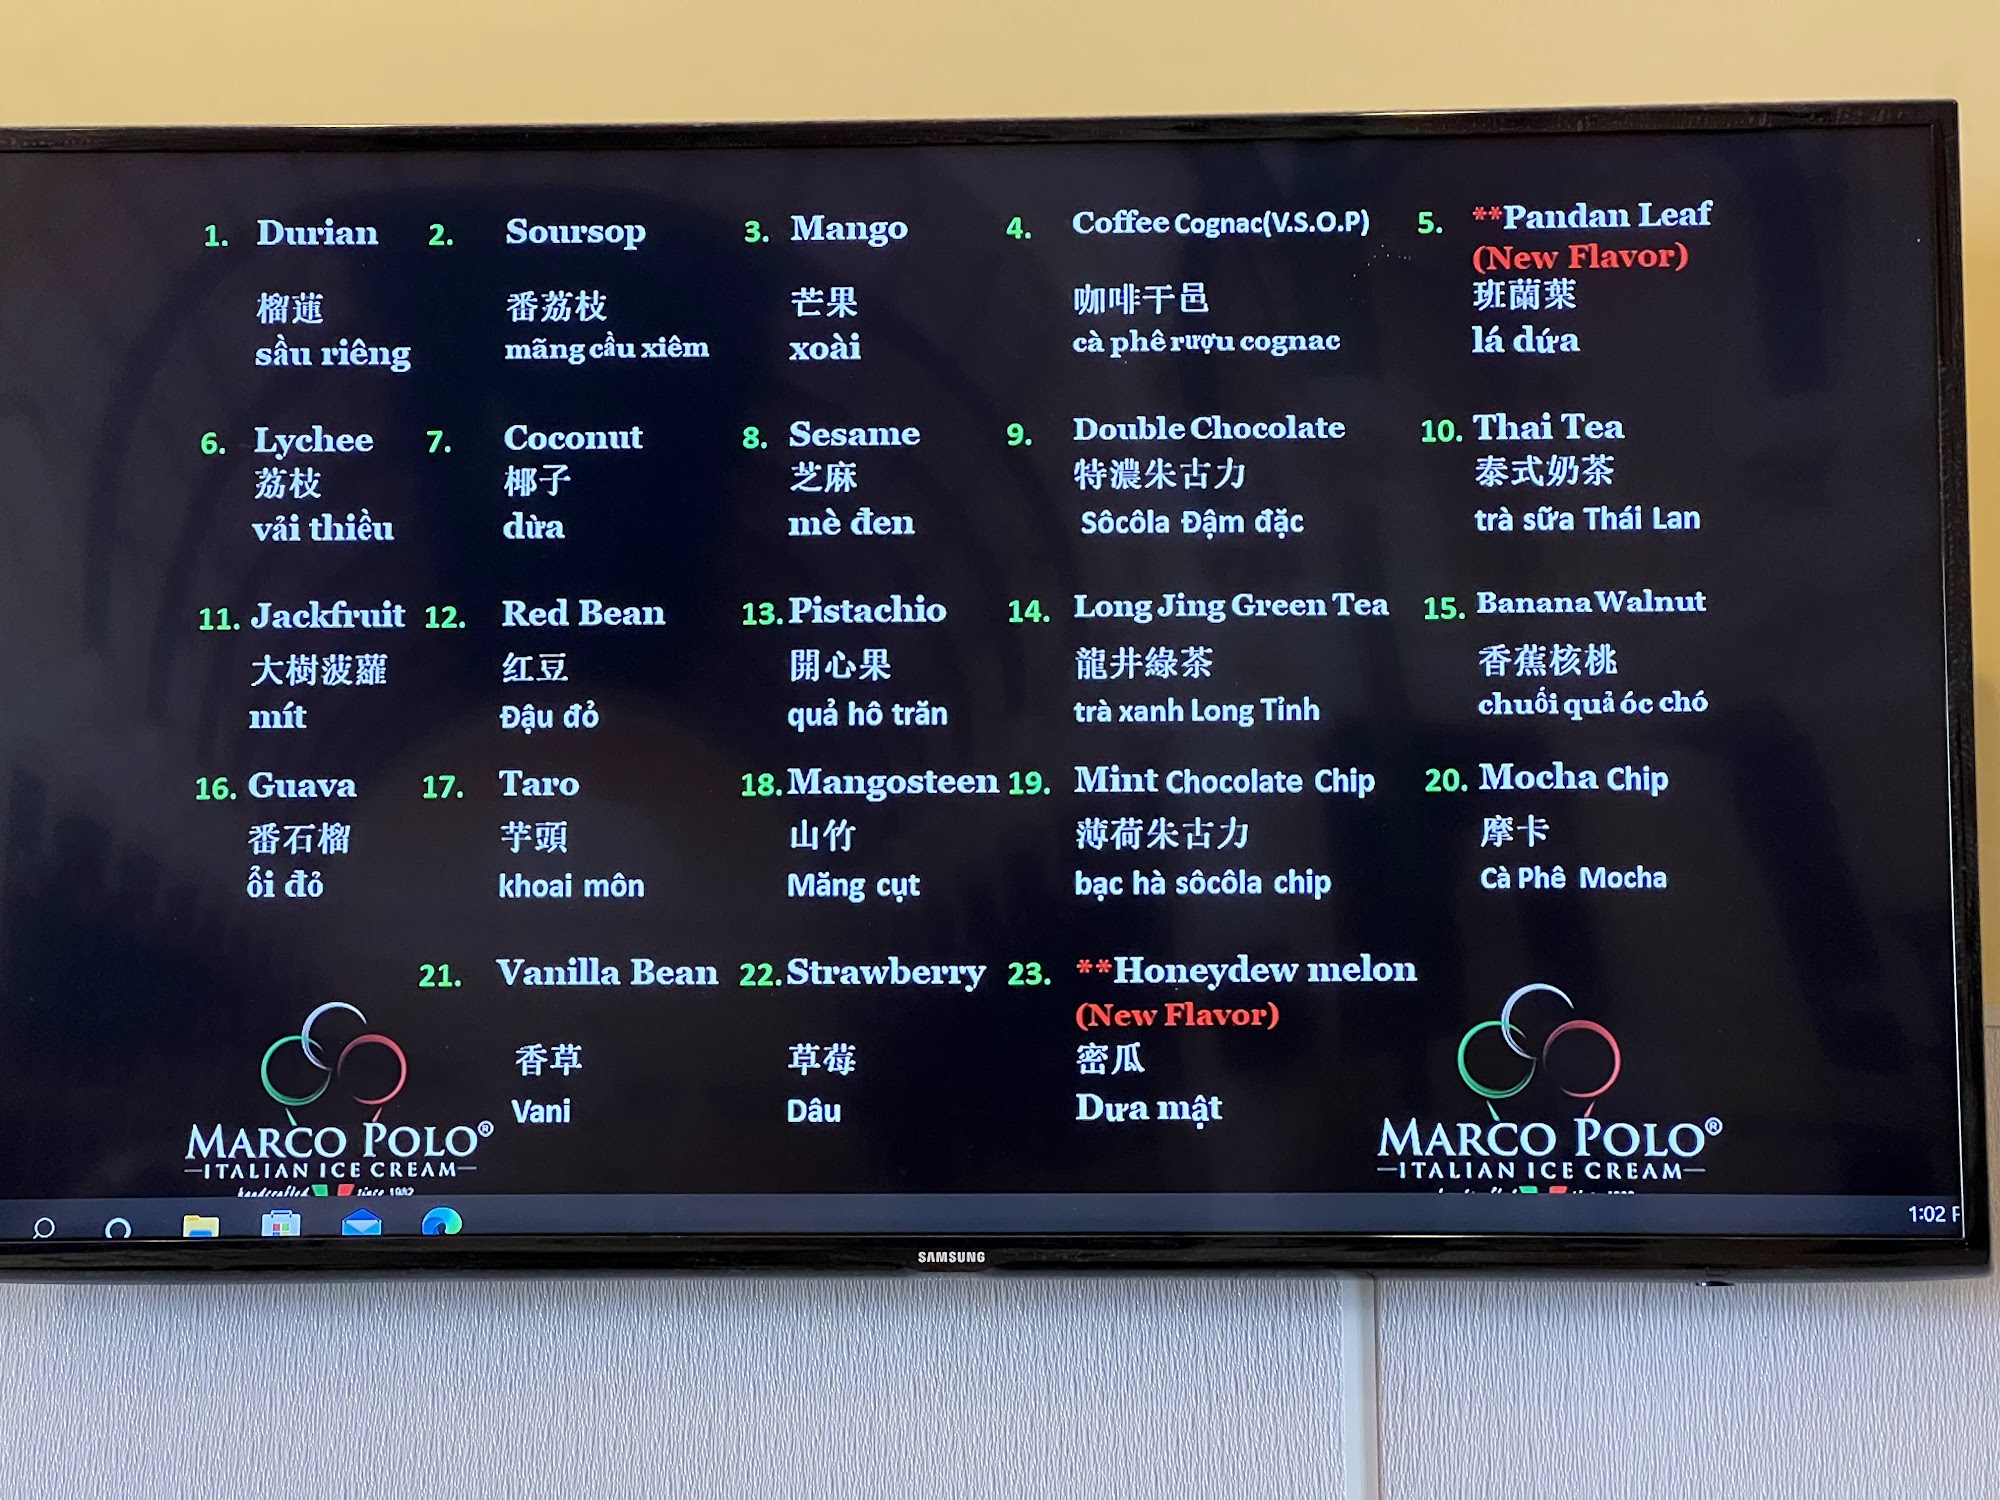 1. Durian
榴蓮
sầu riêng
2. Soursop
番荔枝
mãng cầu xiêm
3. Mango
芒果
xoài
4. Coffee Cognac(V.S.O.P)
咖啡干邑
cà phê rượu cognac
5. **Pandan Leaf
(New Flavor)
班蘭葉
lá dứa
6. Lychee
荔枝
vải thiều
7. Coconut
椰子
dừa
8. Sesame
芝麻
mè đen
9. Double Chocolate
特濃朱古力
Sôcôla Đậm đặc
10. Thai Tea
泰式奶茶
trà sữa Thái Lan
11. Jackfruit
大樹菠蘿
mít
12. Red Bean
红豆
Đậu đỏ
13. Pistachio
開心果
quả hô trăn
14. Long Jing Green Tea
龍井綠茶
trà xanh Long Tỉnh
15. Banana Walnut
香蕉核桃
chuối quả óc chó
16. Guava
番石榴
ổi đỏ
17. Taro
芋頭
khoai môn
18. Mangosteen
山竹
Măng cụt
19. Mint Chocolate Chip
薄荷朱古力
bạc hà sôcôla chip
20. Mocha Chip
摩卡
Cà Phê Mocha
21. Vanilla Bean
香草
Vani
22. Strawberry
草莓
Dâu
23. **Honeydew melon
(New Flavor)
密瓜
Dưa mật
MARCO POLO®
ITALIAN ICE CREAM
handcrafted since 1982
MARCO POLO®
ITALIAN ICE CREAM
1:02
SAMSUNG